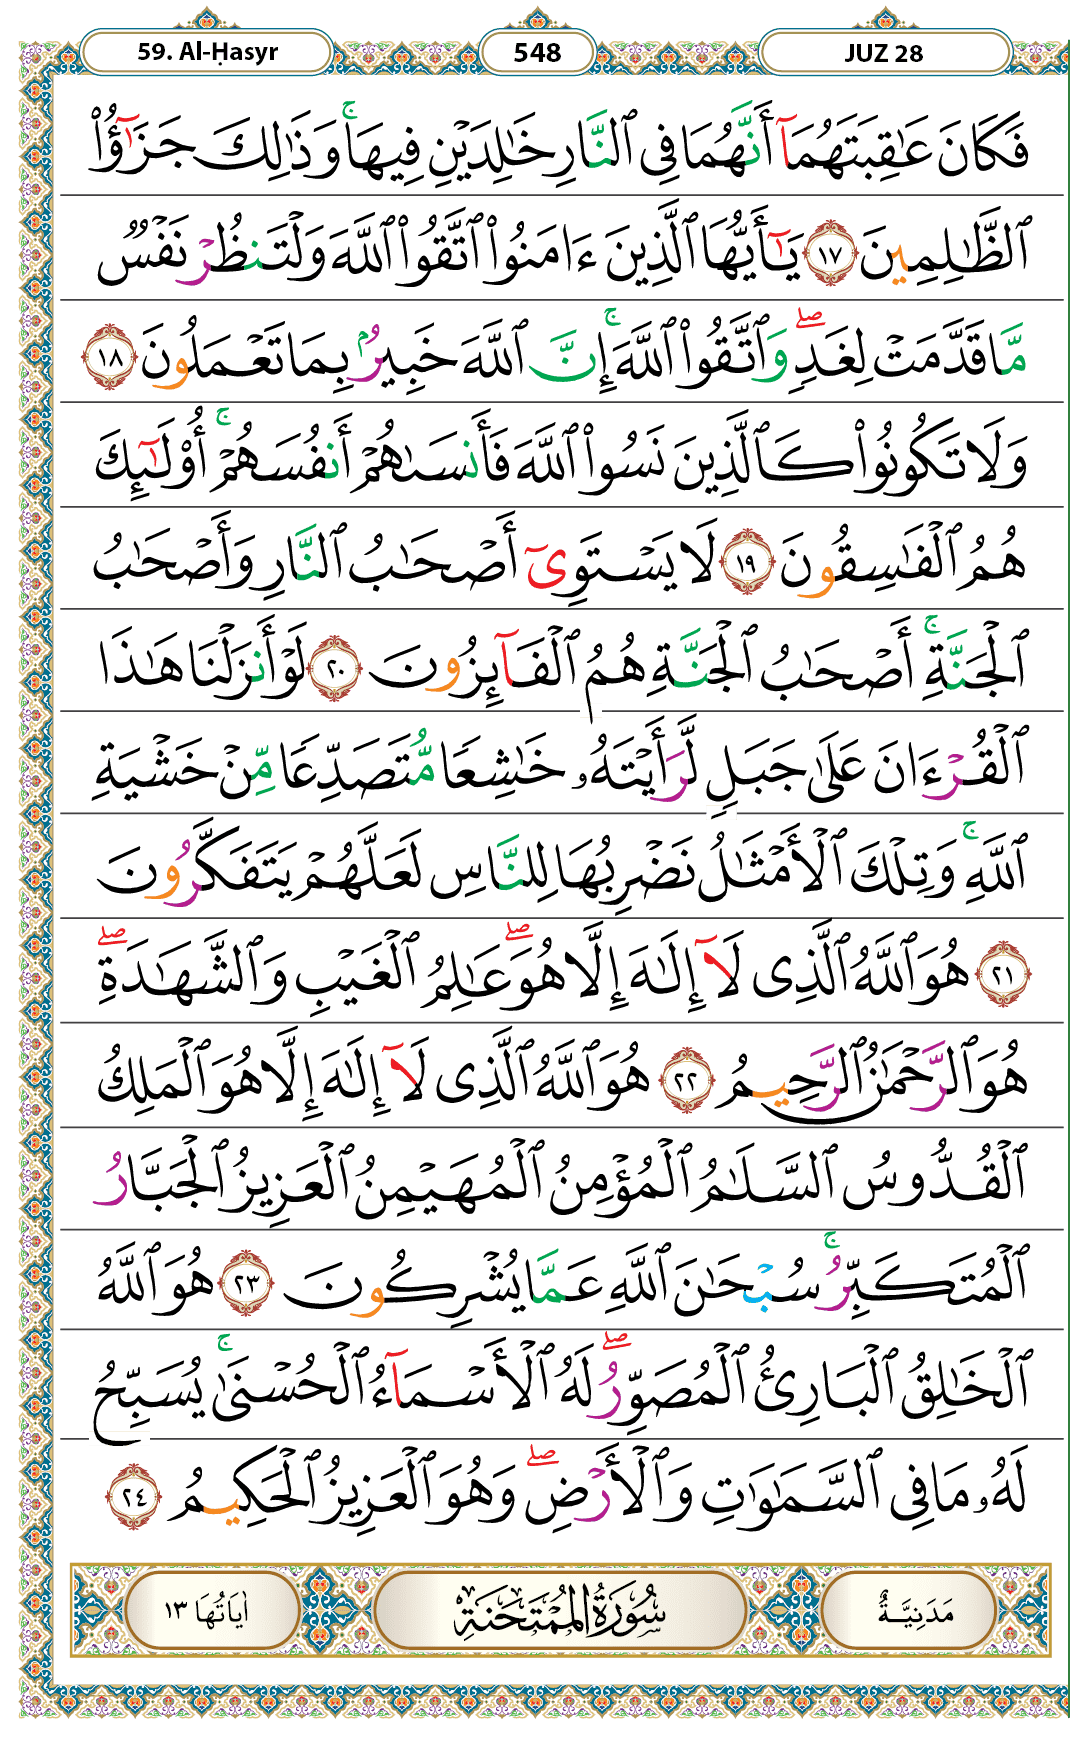 59. Al-Ḥasyr
548
JUZ 28
فَكَانَ عَٰقِبَتَهُمَآ أَنَّهُمَا فِى ٱلنَّارِ خَٰلِدَيْنِ فِيهَا ۚ وَذَٰلِكَ جَزَٰٓؤُا۟
ٱلظَّٰلِمِينَ ١٧ يَٰٓأَيُّهَا ٱلَّذِينَ ءَامَنُوا۟ ٱتَّقُوا۟ ٱللَّهَ وَلْتَنظُرْ نَفْسٌ
مَّا قَدَّمَتْ لِغَدٍ ۖ وَٱتَّقُوا۟ ٱللَّهَ ۚ إِنَّ ٱللَّهَ خَبِيرٌۢ بِمَا تَعْمَلُونَ ١٨
وَلَا تَكُونُوا۟ كَٱلَّذِينَ نَسُوا۟ ٱللَّهَ فَأَنسَىٰهُمْ أَنفُسَهُمْ ۚ أُو۟لَٰٓئِكَ
هُمُ ٱلْفَٰسِقُونَ ١٩ لَا يَسْتَوِىٓ أَصْحَٰبُ ٱلنَّارِ وَأَصْحَٰبُ
ٱلْجَنَّةِ ۚ أَصْحَٰبُ ٱلْجَنَّةِ هُمُ ٱلْفَآئِزُونَ ٢٠ لَوْ أَنزَلْنَا هَٰذَا
ٱلْقُرْءَانَ عَلَىٰ جَبَلٍ لَّرَأَيْتَهُۥ خَٰشِعًا مُّتَصَدِّعًا مِّنْ خَشْيَةِ
ٱللَّهِ ۚ وَتِلْكَ ٱلْأَمْثَٰلُ نَضْرِبُهَا لِلنَّاسِ لَعَلَّهُمْ يَتَفَكَّرُونَ
٢١ هُوَ ٱللَّهُ ٱلَّذِى لَآ إِلَٰهَ إِلَّا هُوَ ۖ عَٰلِمُ ٱلْغَيْبِ وَٱلشَّهَٰدَةِ ۖ
هُوَ ٱلرَّحْمَٰنُ ٱلرَّحِيمُ ٢٢ هُوَ ٱللَّهُ ٱلَّذِى لَآ إِلَٰهَ إِلَّا هُوَ ٱلْمَلِكُ
ٱلْقُدُّوسُ ٱلسَّلَٰمُ ٱلْمُؤْمِنُ ٱلْمُهَيْمِنُ ٱلْعَزِيزُ ٱلْجَبَّارُ
ٱلْمُتَكَبِّرُ ۚ سُبْحَٰنَ ٱللَّهِ عَمَّا يُشْرِكُونَ ٢٣ هُوَ ٱللَّهُ
ٱلْخَٰلِقُ ٱلْبَارِئُ ٱلْمُصَوِّرُ ۖ لَهُ ٱلْأَسْمَآءُ ٱلْحُسْنَىٰ ۚ يُسَبِّحُ
لَهُۥ مَا فِى ٱلسَّمَٰوَٰتِ وَٱلْأَرْضِ ۖ وَهُوَ ٱلْعَزِيزُ ٱلْحَكِيمُ ٢٤
مَدَنِيَّةٌ
سُورَةُ الْمُمْتَحَنَةِ
اٰيَاتُهَا ١٣